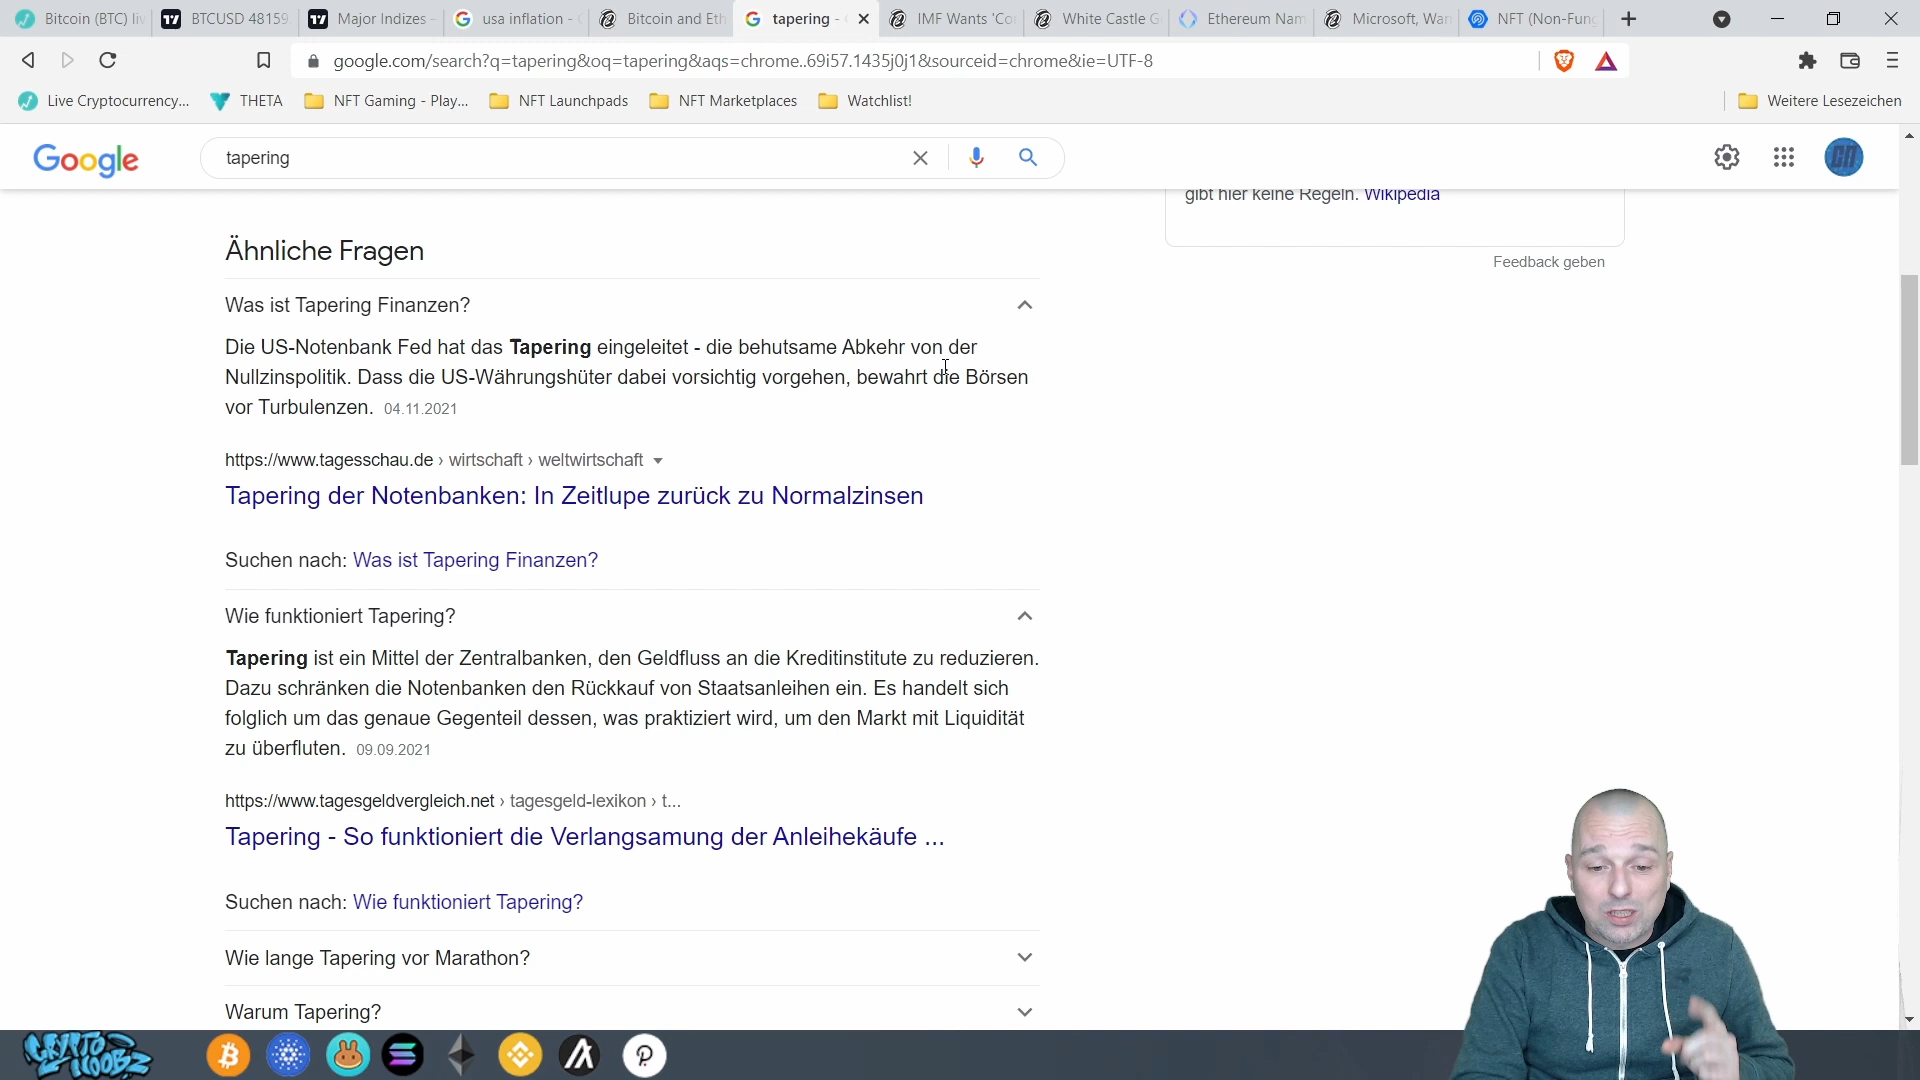 Bitcoin (BTC) liv
BTCUSD 48159
Major Indizes -
usa inflation -
Bitcoin and Eth
tapering -
IMF Wants 'Co
White Castle G
Ethereum Nam
Microsoft, War
NFT (Non-Fung
google.com/search?q=tapering&oq=tapering&aqs=chrome..69i57.1435j0j1&sourceid=chrome&ie=UTF-8
Live Cryptocurrency...
THETA
NFT Gaming - Play...
NFT Launchpads
NFT Marketplaces
Watchlist!
Weitere Lesezeichen
Google
tapering
gibt hier keine Regeln. Wikipedia
Feedback geben
Ähnliche Fragen
Was ist Tapering Finanzen?
Die US-Notenbank Fed hat das Tapering eingeleitet - die behutsame Abkehr von der
Nullzinspolitik. Dass die US-Währungshüter dabei vorsichtig vorgehen, bewahrt die Börsen
vor Turbulenzen. 04.11.2021
https://www.tagesschau.de › wirtschaft › weltwirtschaft
Tapering der Notenbanken: In Zeitlupe zurück zu Normalzinsen
Suchen nach: Was ist Tapering Finanzen?
Wie funktioniert Tapering?
Tapering ist ein Mittel der Zentralbanken, den Geldfluss an die Kreditinstitute zu reduzieren.
Dazu schränken die Notenbanken den Rückkauf von Staatsanleihen ein. Es handelt sich
folglich um das genaue Gegenteil dessen, was praktiziert wird, um den Markt mit Liquidität
zu überfluten. 09.09.2021
https://www.tagesgeldvergleich.net › tagesgeld-lexikon › t...
Tapering - So funktioniert die Verlangsamung der Anleihekäufe ...
Suchen nach: Wie funktioniert Tapering?
Wie lange Tapering vor Marathon?
Warum Tapering?
CRYPTO
NOOBZ